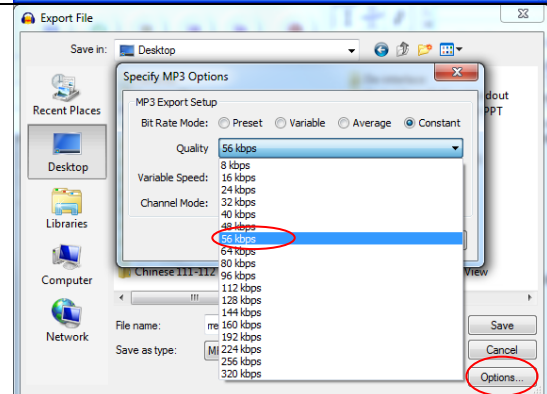 Export File
Save in: Desktop
Specify MP3 Options
MP3 Export Setup
Bit Rate Mode: Preset Variable Average Constant
Quality 56 kbps
Variable Speed:
Channel Mode:
8 kbps
16 kbps
24 kbps
32 kbps
40 kbps
48 kbps
56 kbps
64 kbps
80 kbps
96 kbps
112 kbps
128 kbps
144 kbps
160 kbps
192 kbps
224 kbps
256 kbps
320 kbps
Recent Places
Desktop
Libraries
Computer
Network
dout
PPT
Chinese 111-112
View
File name:
Save as type:
Save
Cancel
Options...